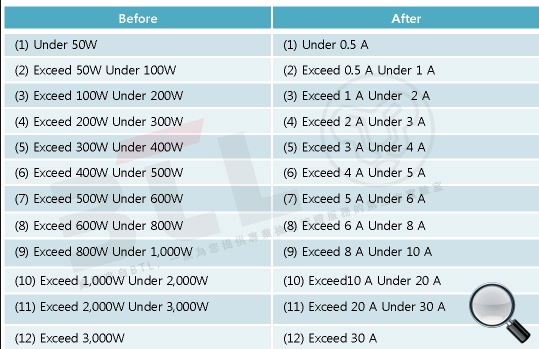 Before After
(1) Under 50W (1) Under 0.5 A
(2) Exceed 50W Under 100W (2) Exceed 0.5 A Under 1 A
(3) Exceed 100W Under 200W (3) Exceed 1 A Under 2 A
(4) Exceed 200W Under 300W (4) Exceed 2 A Under 3 A
(5) Exceed 300W Under 400W (5) Exceed 3 A Under 4 A
(6) Exceed 400W Under 500W (6) Exceed 4 A Under 5 A
(7) Exceed 500W Under 600W (7) Exceed 5 A Under 6 A
(8) Exceed 600W Under 800W (8) Exceed 6 A Under 8 A
(9) Exceed 800W Under 1,000W (9) Exceed 8 A Under 10 A
(10) Exceed 1,000W Under 2,000W (10) Exceed10 A Under 20 A
(11) Exceed 2,000W Under 3,000W (11) Exceed 20 A Under 30 A
(12) Exceed 3,000W (12) Exceed 30 A
BTL